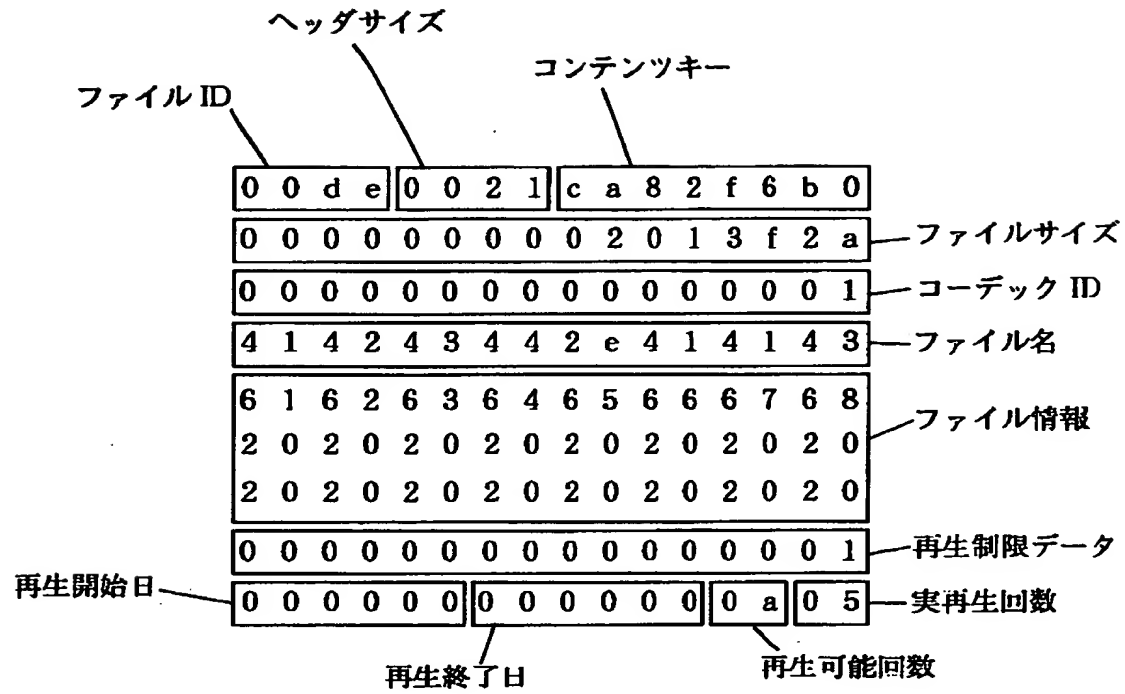 ヘッダサイズ
コンテンツキー
ファイル ID
0 0 d e 0 0 2 1 c a 8 2 f 6 b 0
0 0 0 0 0 0 0 0 0 2 0 1 3 f 2 a ファイルサイズ
0 0 0 0 0 0 0 0 0 0 0 0 0 0 0 1 コーデック ID
4 1 4 2 4 3 4 4 2 e 4 1 4 1 4 3 ファイル名
6 1 6 2 6 3 6 4 6 5 6 6 6 7 6 8
ファイル情報
2 0 2 0 2 0 2 0 2 0 2 0 2 0 2 0
2 0 2 0 2 0 2 0 2 0 2 0 2 0 2 0
0 0 0 0 0 0 0 0 0 0 0 0 0 0 0 1 再生制限データ
再生開始日 0 0 0 0 0 0 0 0 0 0 0 0 0 a 0 5 実再生回数
再生終了日
再生可能回数